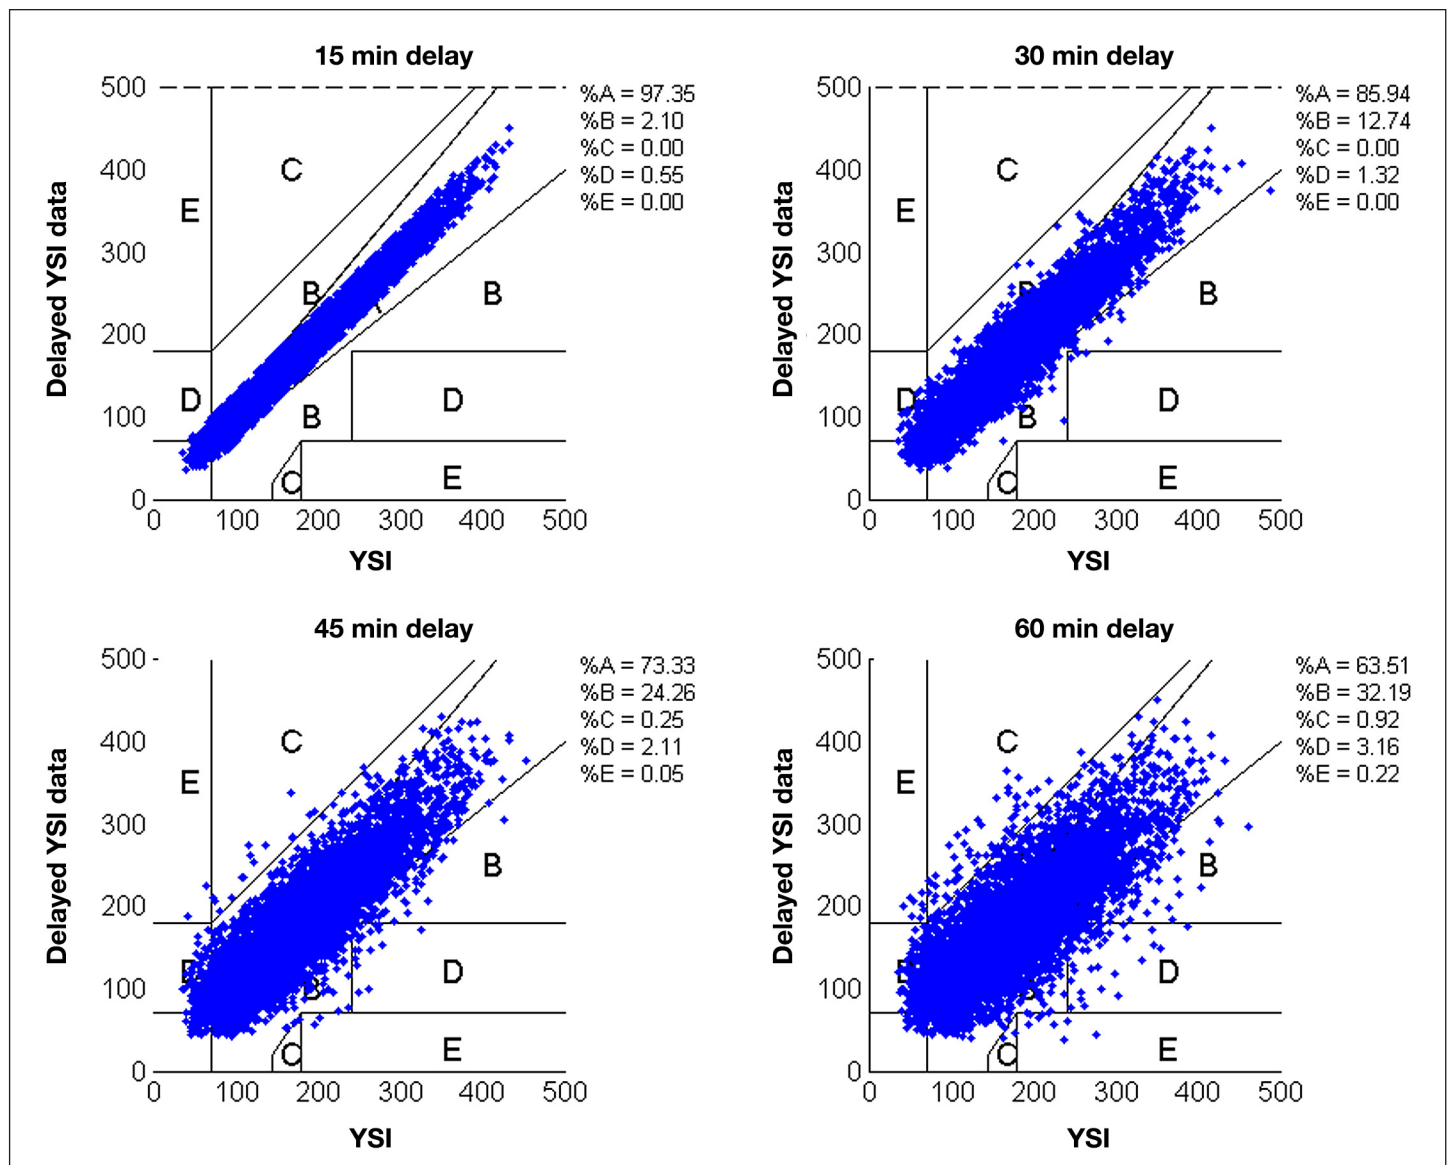 15 min delay
500
400
300
200
100
0
0 100 200 300 400 500
Delayed YSI data
YSI
E
C
B
B
D
B
D
C
E
%A = 97.35
%B = 2.10
%C = 0.00
%D = 0.55
%E = 0.00
30 min delay
500
400
300
200
100
0
0 100 200 300 400 500
Delayed YSI data
YSI
E
C
B
B
D
B
D
C
E
%A = 85.94
%B = 12.74
%C = 0.00
%D = 1.32
%E = 0.00
45 min delay
500
400
300
200
100
0
0 100 200 300 400 500
Delayed YSI data
YSI
E
C
B
D
B
D
C
E
%A = 73.33
%B = 24.26
%C = 0.25
%D = 2.11
%E = 0.05
60 min delay
500
400
300
200
100
0
0 100 200 300 400 500
Delayed YSI data
YSI
E
C
B
D
D
C
E
%A = 63.51
%B = 32.19
%C = 0.92
%D = 3.16
%E = 0.22